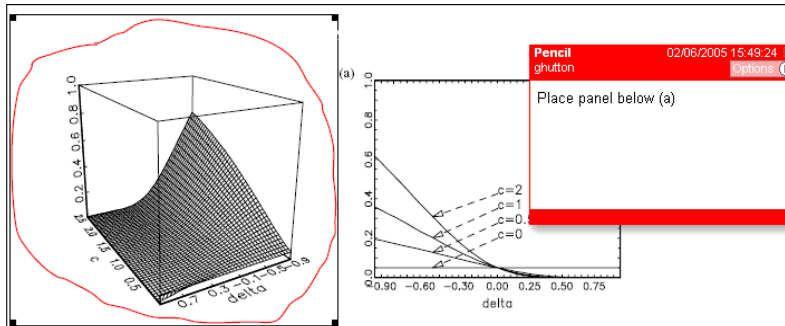 1.0
0.8
0.6
0.4
0.2
2.5
2.0
1.5
1.0
0.5
c
0.7 0.3 -0.1 -0.5 -0.9
delta
(a)
1.0
0.8
0.6
0.4
0.2
0.0
c=2
c=1
c=0.5
c=0
-0.90 -0.60 -0.30 0.00 0.25 0.50 0.75
delta
Pencil 02/06/2005 15:49:24
ghutton Options
Place panel below (a)